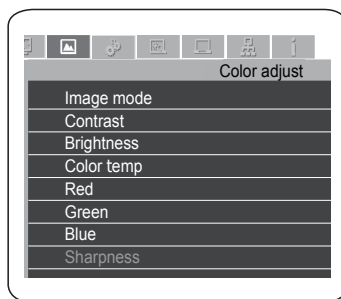 Color adjust
Image mode
Contrast
Brightness
Color temp
Red
Green
Blue
Sharpness